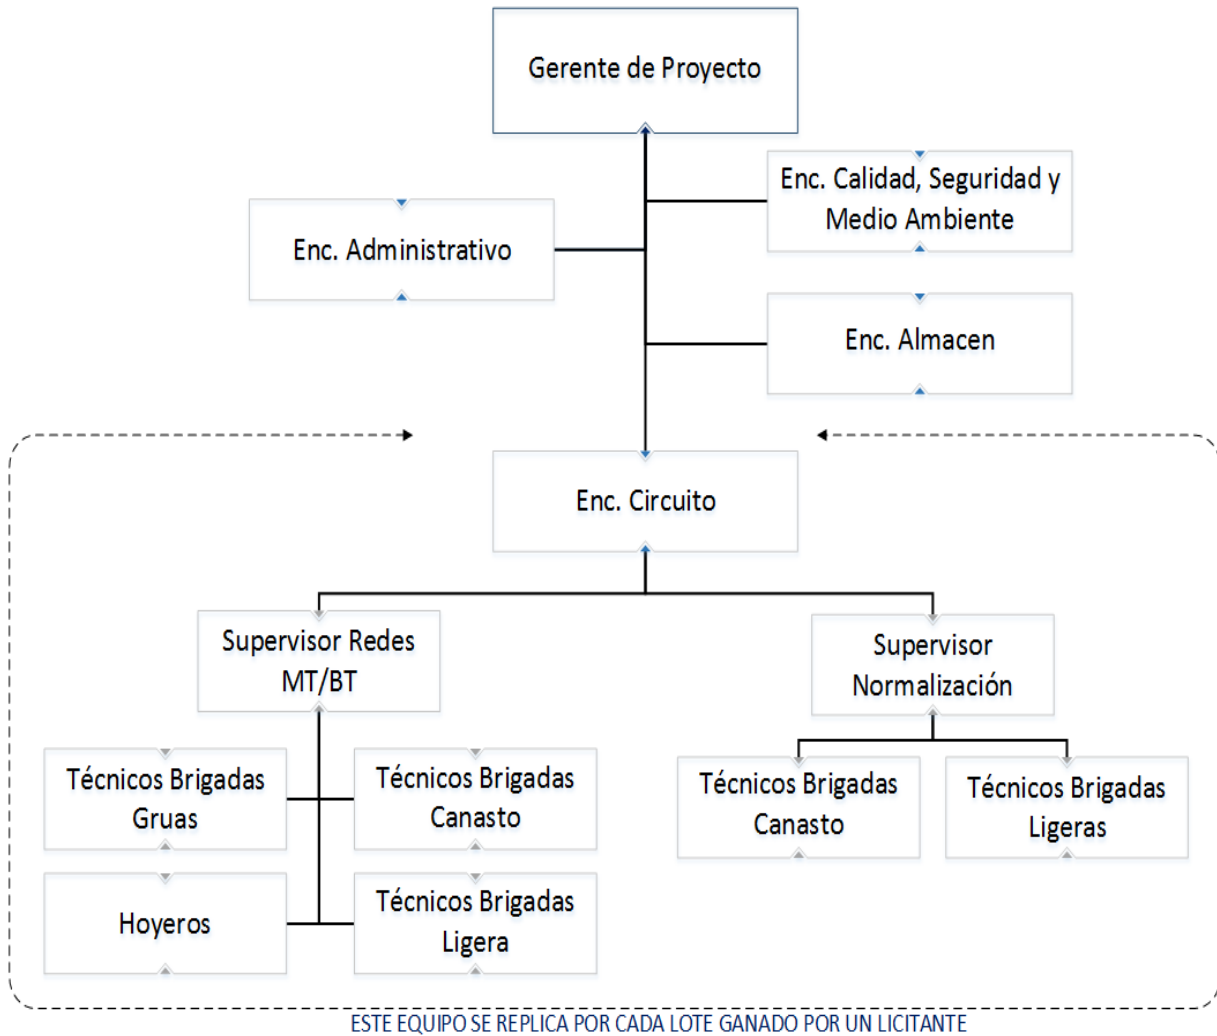 Gerente de Proyecto
Enc. Calidad, Seguridad y
Medio Ambiente
Enc. Administrativo
Enc. Almacen
Enc. Circuito
Supervisor Redes
MT/BT
Supervisor
Normalización
Técnicos Brigadas
Gruas
Técnicos Brigadas
Canasto
Técnicos Brigadas
Canasto
Técnicos Brigadas
Ligeras
Hoyeros
Técnicos Brigadas
Ligera
ESTE EQUIPO SE REPLICA POR CADA LOTE GANADO POR UN LICITANTE